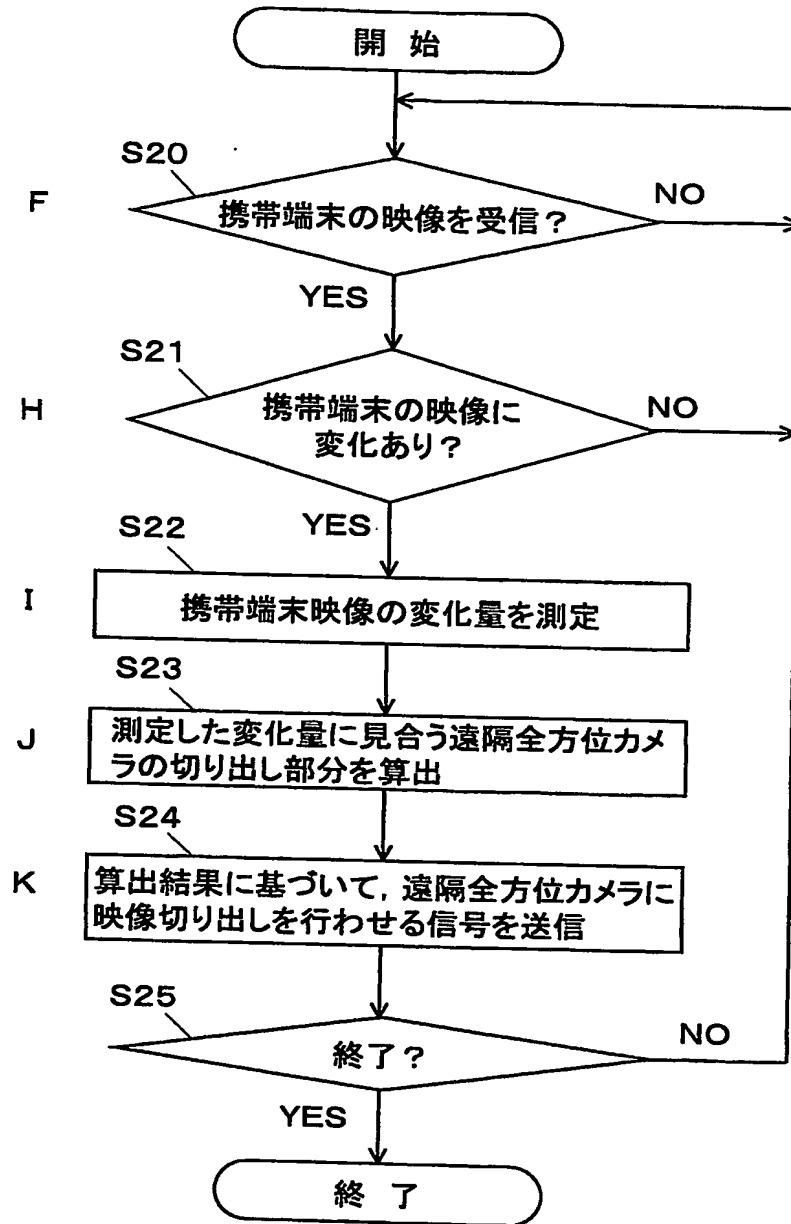 開 始
S20
F
携帯端末の映像を受信？
NO
YES
S21
H
携帯端末の映像に
変化あり？
NO
YES
S22
I
携帯端末映像の変化量を測定
S23
J
測定した変化量に見合う遠隔全方位カメ
ラの切り出し部分を算出
S24
K
算出結果に基づいて，遠隔全方位カメラに
映像切り出しを行わせる信号を送信
S25
終了？
NO
YES
終 了